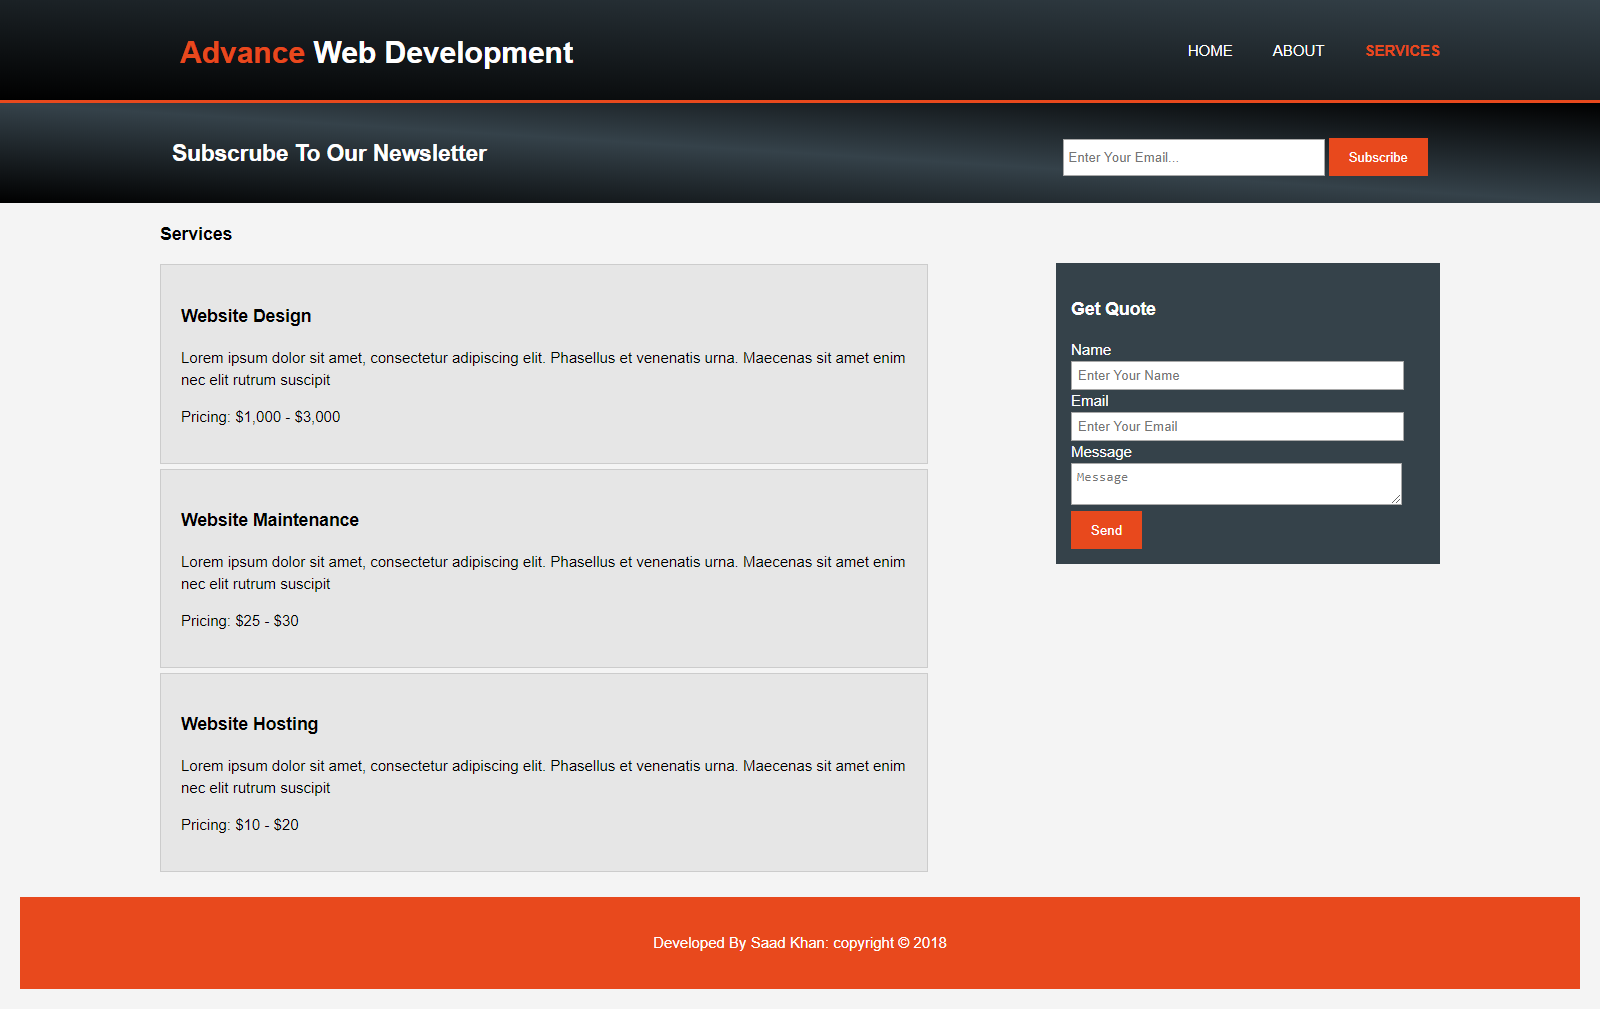 Advance Web Development
HOME ABOUT SERVICES
Subscrube To Our Newsletter
Enter Your Email... Subscribe
Services
Website Design
Lorem ipsum dolor sit amet, consectetur adipiscing elit. Phasellus et venenatis urna. Maecenas sit amet enim
nec elit rutrum suscipit
Pricing: $1,000 - $3,000
Website Maintenance
Lorem ipsum dolor sit amet, consectetur adipiscing elit. Phasellus et venenatis urna. Maecenas sit amet enim
nec elit rutrum suscipit
Pricing: $25 - $30
Website Hosting
Lorem ipsum dolor sit amet, consectetur adipiscing elit. Phasellus et venenatis urna. Maecenas sit amet enim
nec elit rutrum suscipit
Pricing: $10 - $20
Get Quote
Name
Enter Your Name
Email
Enter Your Email
Message
Message
Send
Developed By Saad Khan: copyright © 2018